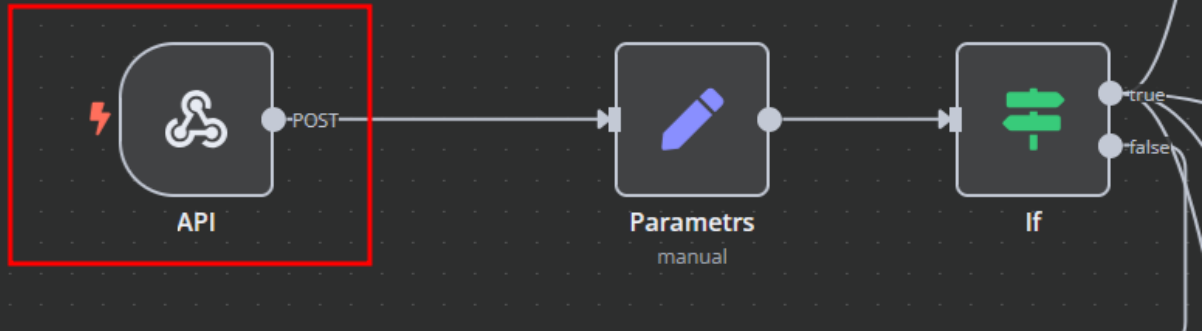 POST
true
false
API
Parametrs
If
manual